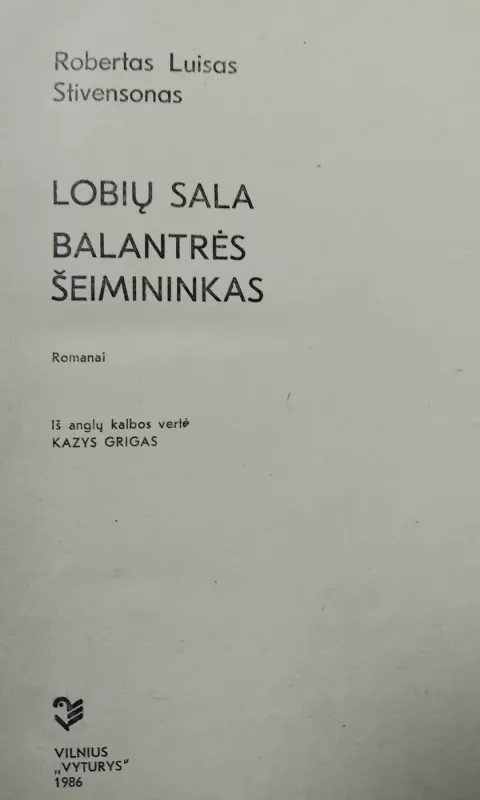 Robertas Luisas
Stivensonas
LOBIŲ SALA
BALANTRĖS
ŠEIMININKAS
Romanai
Iš anglų kalbos vertė
KAZYS GRIGAS
VILNIUS
„VYTURYS“
1986